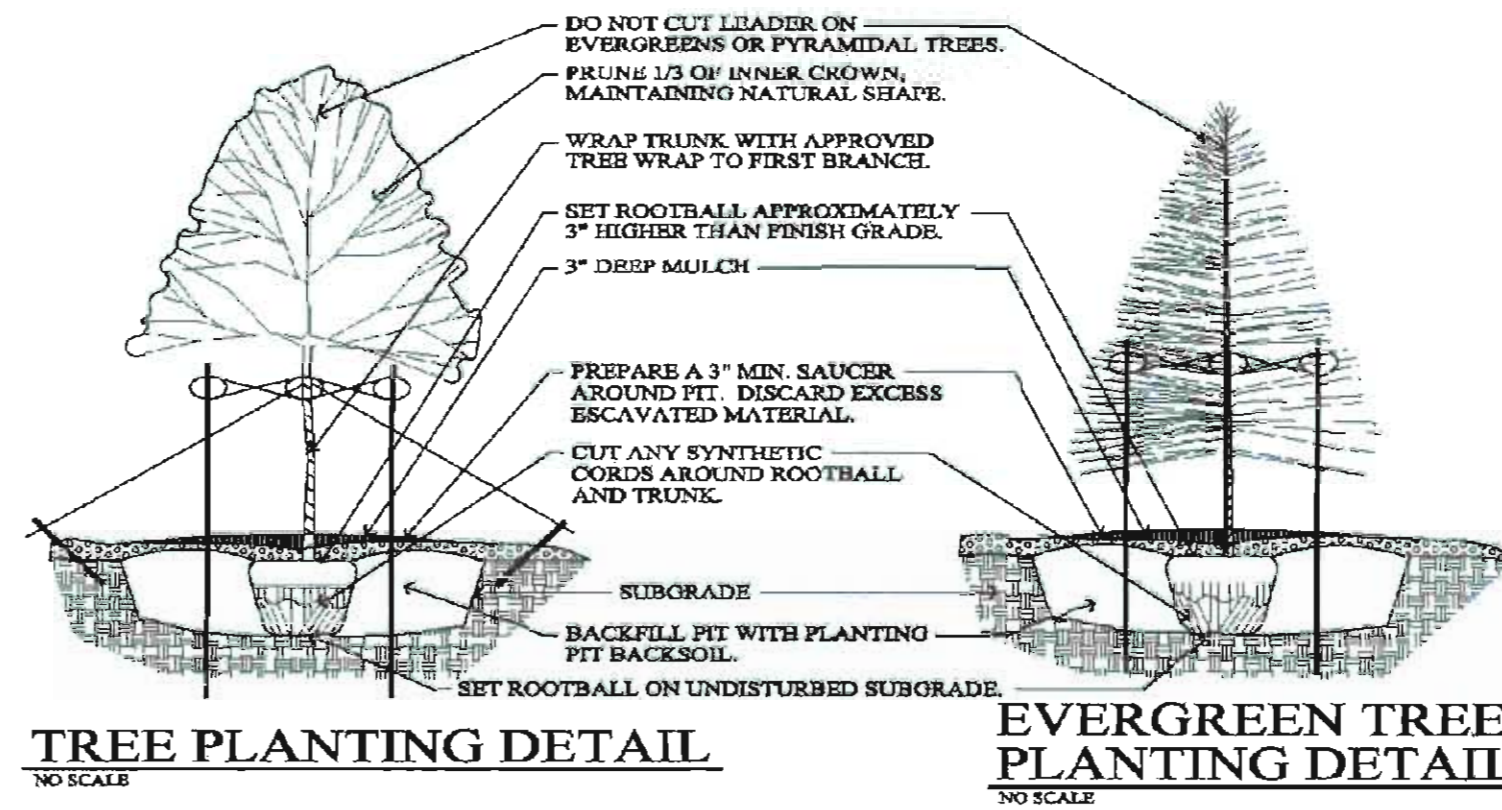 DO NOT CUT LEADER ON
EVERGREENS OR PYRAMIDAL TREES.
PRUNE 1/3 OF INNER CROWN,
MAINTAINING NATURAL SHAPE.
WRAP TRUNK WITH APPROVED
TREE WRAP TO FIRST BRANCH.
SET ROOTBALL APPROXIMATELY
3" HIGHER THAN FINISH GRADE.
3" DEEP MULCH
PREPARE A 3" MIN. SAUCER
AROUND PIT. DISCARD EXCESS
ESCAVATED MATERIAL.
CUT ANY SYNTHETIC
CORDS AROUND ROOTBALL
AND TRUNK.
SUBGRADE
BACKFILL PIT WITH PLANTING
PIT BACKSOIL.
SET ROOTBALL ON UNDISTURBED SUBGRADE.
TREE PLANTING DETAIL
NO SCALE
EVERGREEN TREE
PLANTING DETAIL
NO SCALE